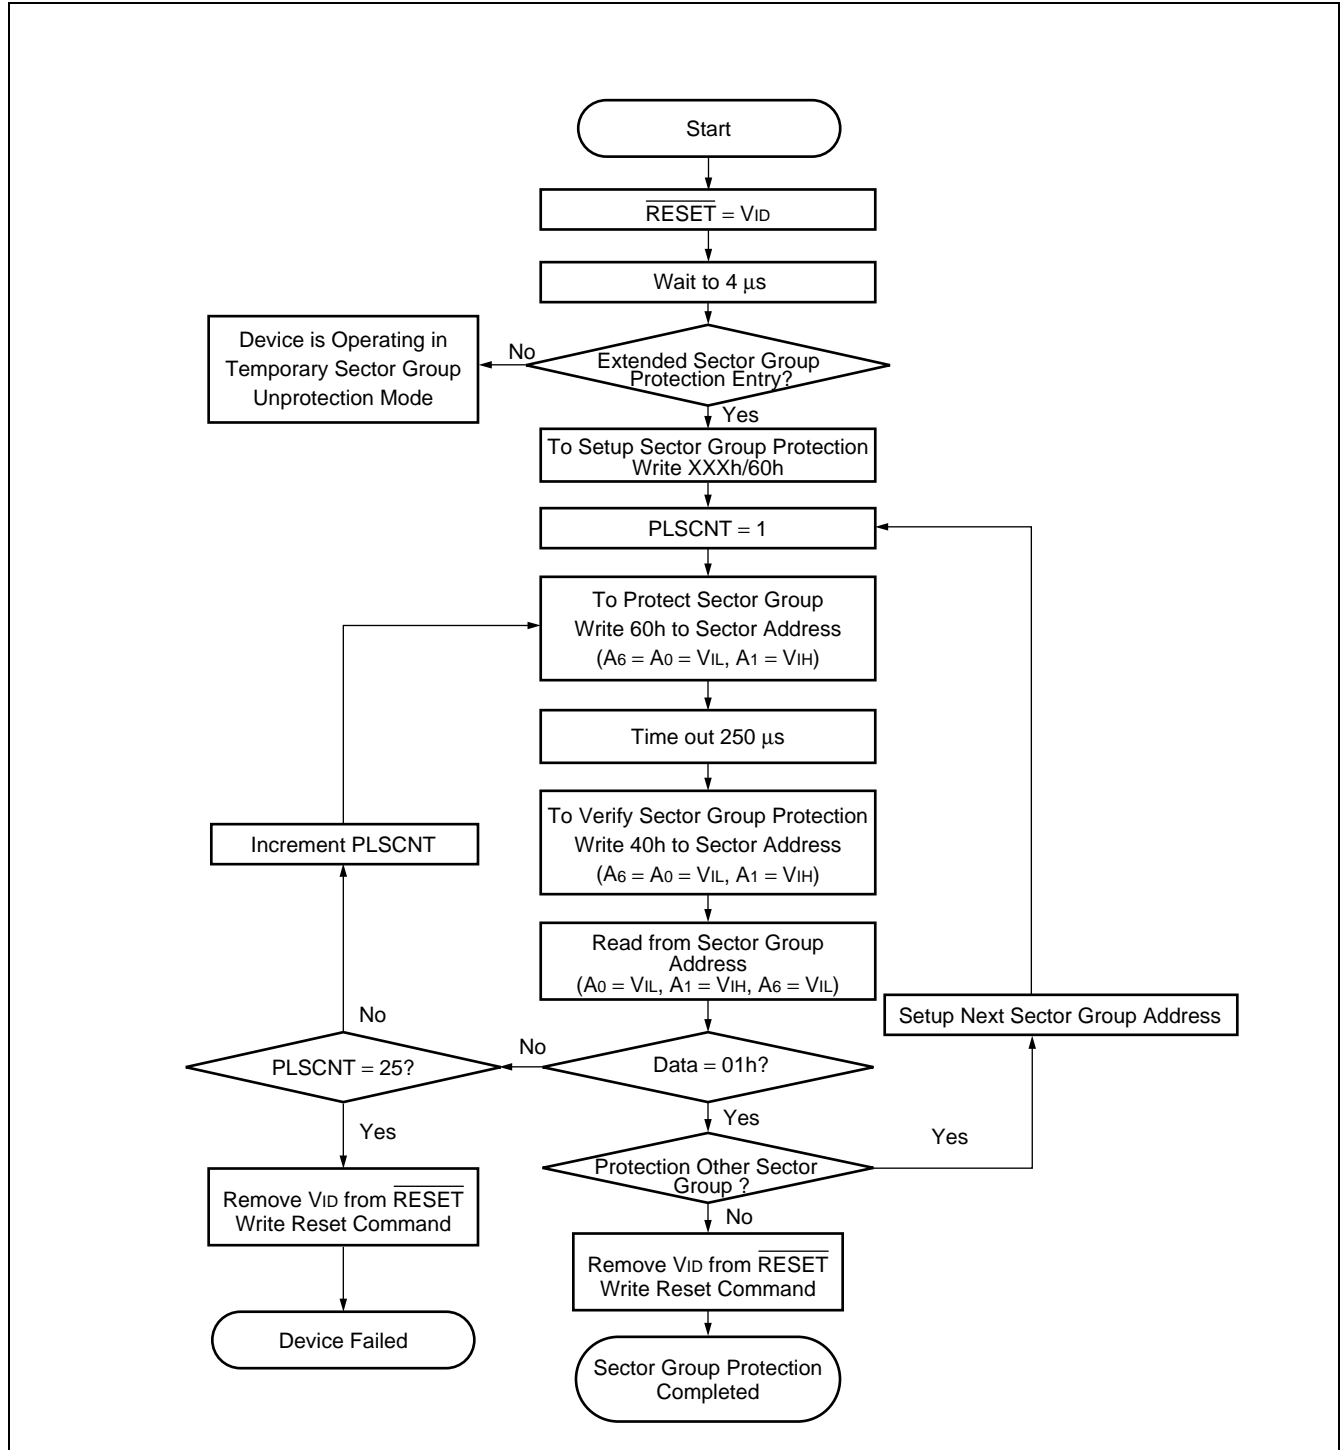 Start
RESET = VID
Wait to 4 μs
Device is Operating in
Temporary Sector Group
Unprotection Mode
No
Extended Sector Group
Protection Entry?
Yes
To Setup Sector Group Protection
Write XXXh/60h
PLSCNT = 1
To Protect Sector Group
Write 60h to Sector Address
(A6 = A0 = VIL, A1 = VIH)
Time out 250 μs
To Verify Sector Group Protection
Write 40h to Sector Address
(A6 = A0 = VIL, A1 = VIH)
Increment PLSCNT
Read from Sector Group
Address
(A0 = VIL, A1 = VIH, A6 = VIL)
Setup Next Sector Group Address
No
PLSCNT = 25?
No
Data = 01h?
Yes
Yes
Yes
Protection Other Sector
Group ?
No
Remove VID from RESET
Write Reset Command
Remove VID from RESET
Write Reset Command
Device Failed
Sector Group Protection
Completed